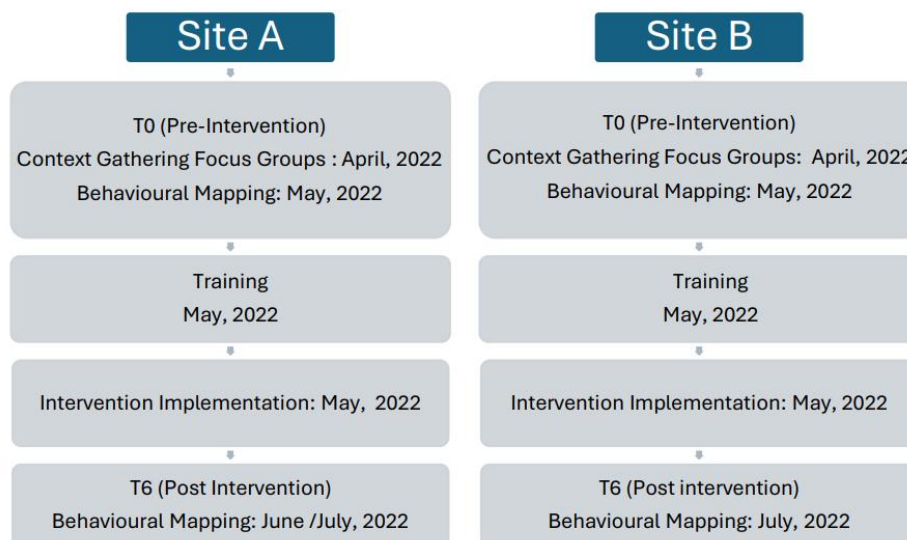 Site A
T0 (Pre-Intervention)
Context Gathering Focus Groups : April, 2022
Behavioural Mapping: May, 2022
Training
May, 2022
Intervention Implementation: May, 2022
T6 (Post Intervention)
Behavioural Mapping: June /July, 2022
Site B
T0 (Pre-Intervention)
Context Gathering Focus Groups: April, 2022
Behavioural Mapping: May, 2022
Training
May, 2022
Intervention Implementation: May, 2022
T6 (Post intervention)
Behavioural Mapping: July, 2022